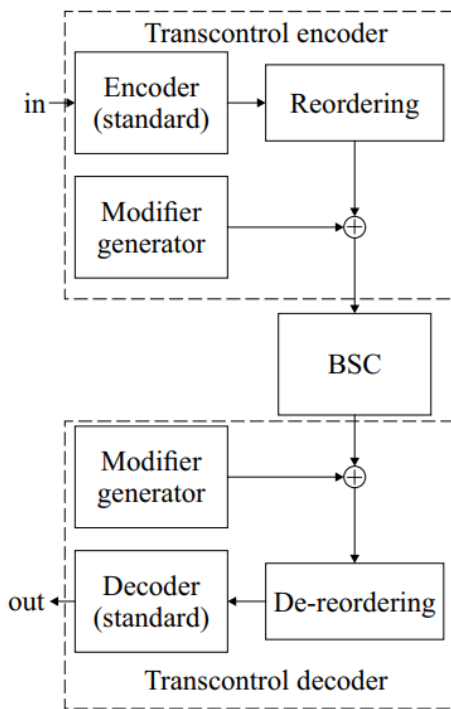 Transcontrol encoder
in
Encoder
(standard)
Reordering
Modifier
generator
BSC
Modifier
generator
out
Decoder
(standard)
De-reordering
Transcontrol decoder